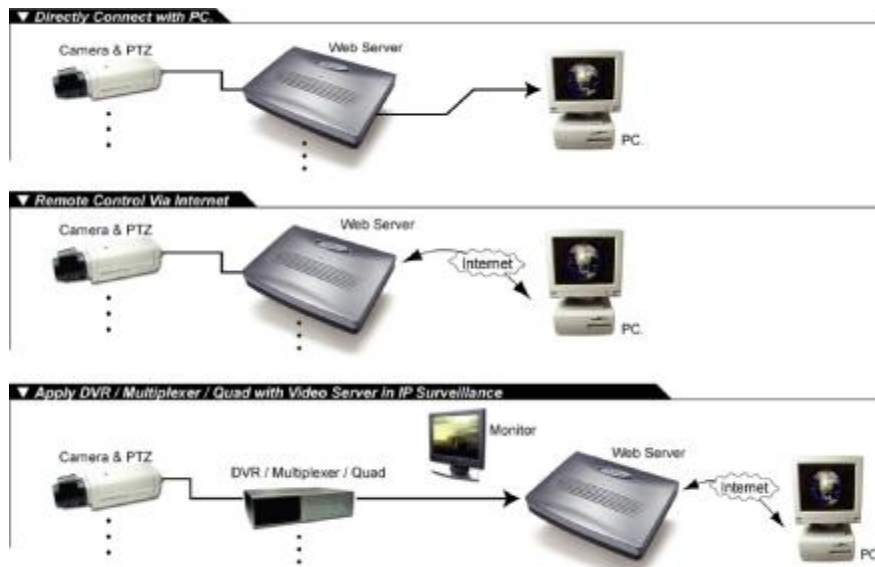 ▼ Directly Connect with PC.
Camera & PTZ
Web Server
PC.
▼ Remote Control Via Internet
Camera & PTZ
Web Server
Internet
PC.
▼ Apply DVR / Multiplexer / Quad with Video Server in IP Surveillance
Monitor
Camera & PTZ
Web Server
DVR / Multiplexer / Quad
Internet
PC